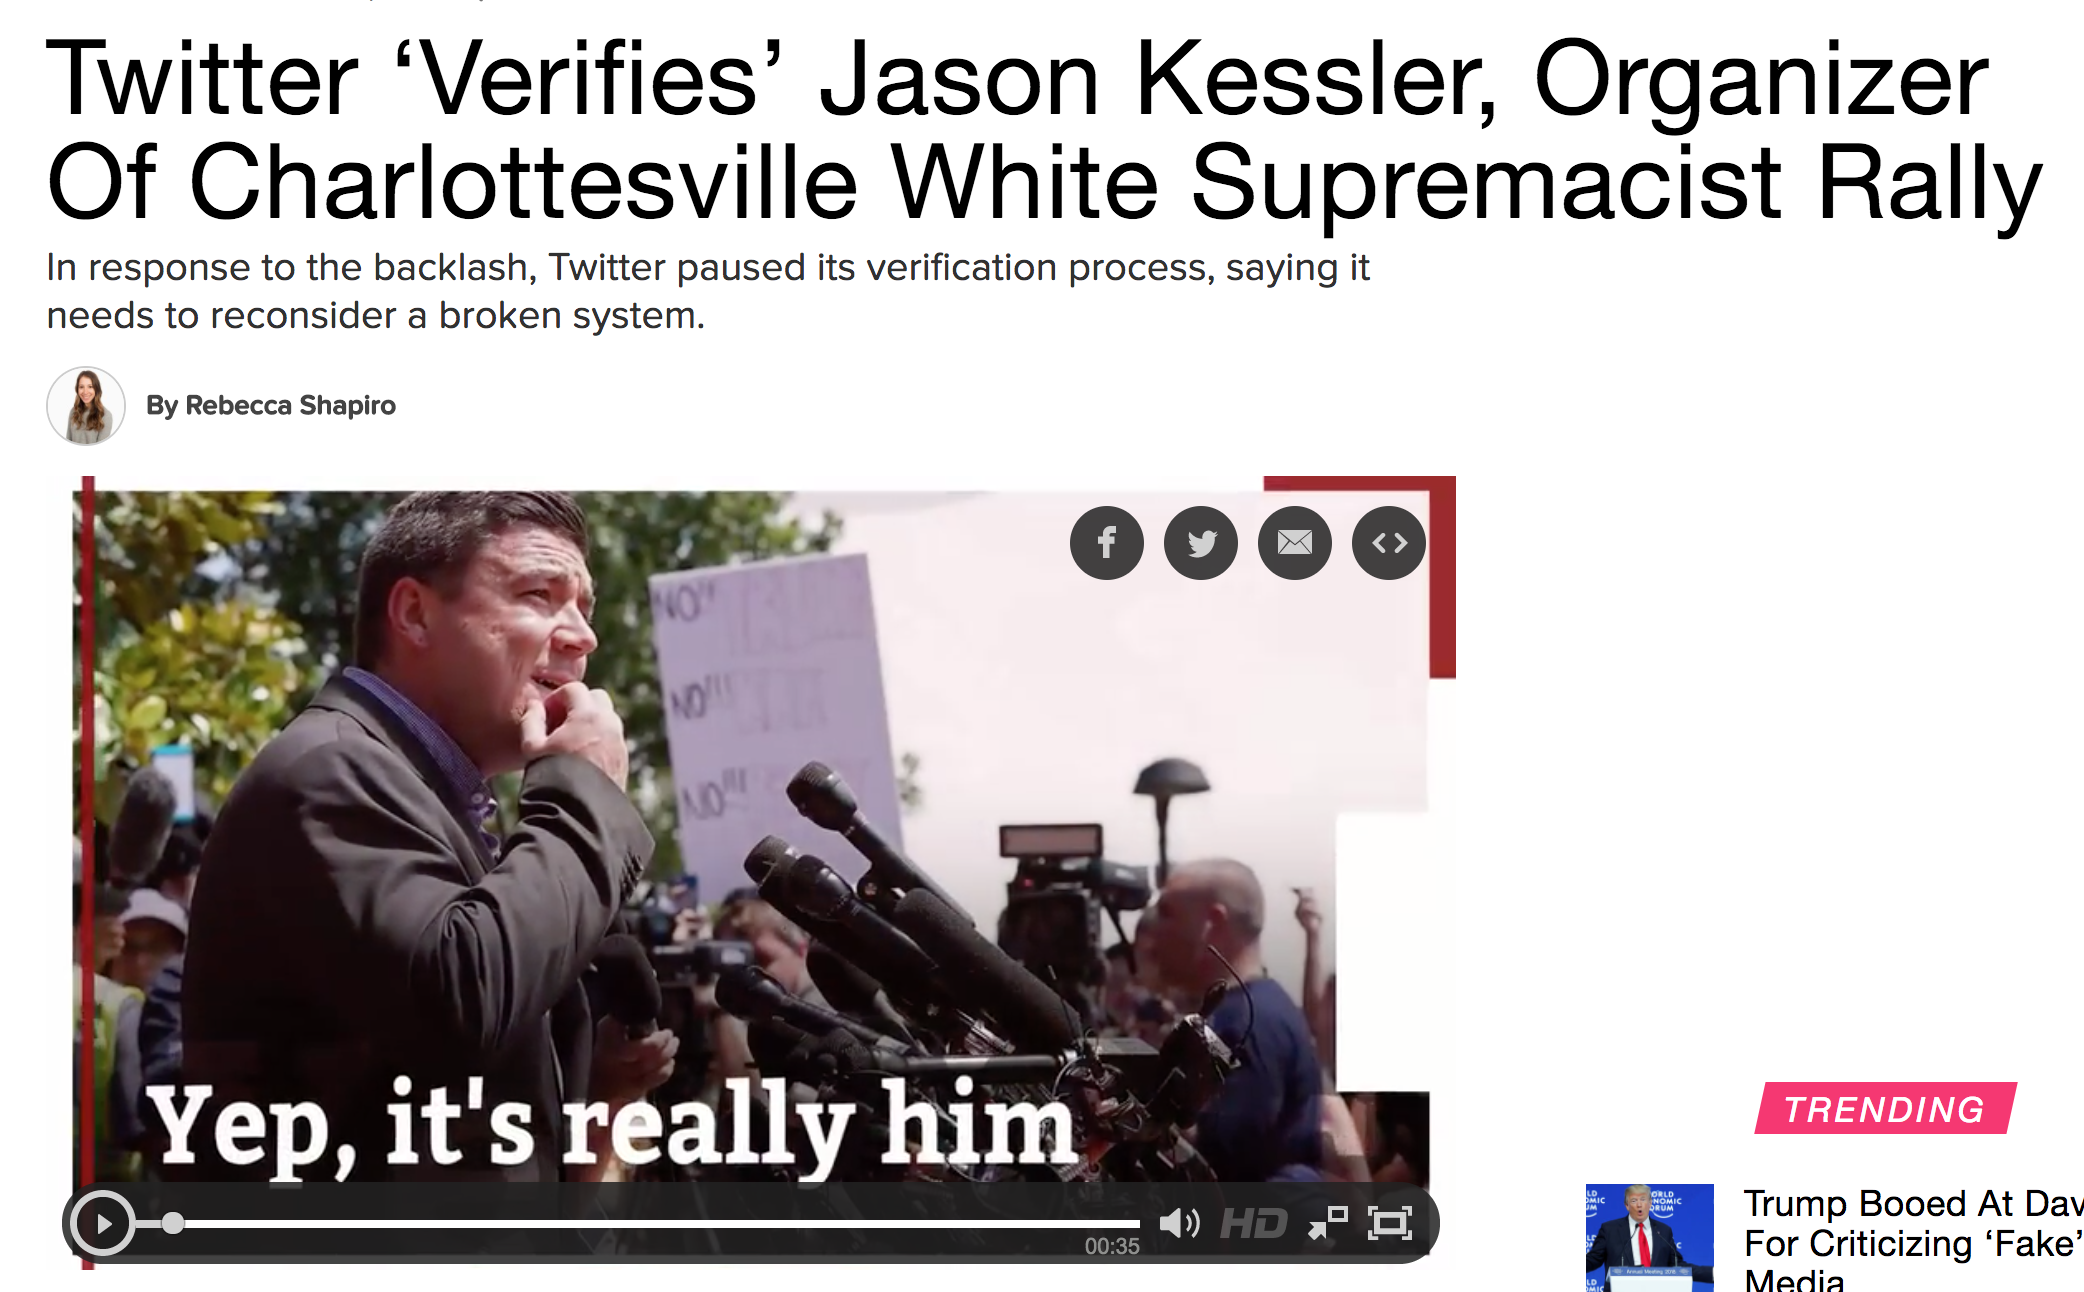 Twitter ‘Verifies’ Jason Kessler, Organizer
Of Charlottesville White Supremacist Rally
In response to the backlash, Twitter paused its verification process, saying it
needs to reconsider a broken system.
By Rebecca Shapiro
"NO"
Yep, it's really him
00:35
HD
TRENDING
Trump Booed At Dav
For Criticizing ‘Fake’
Media